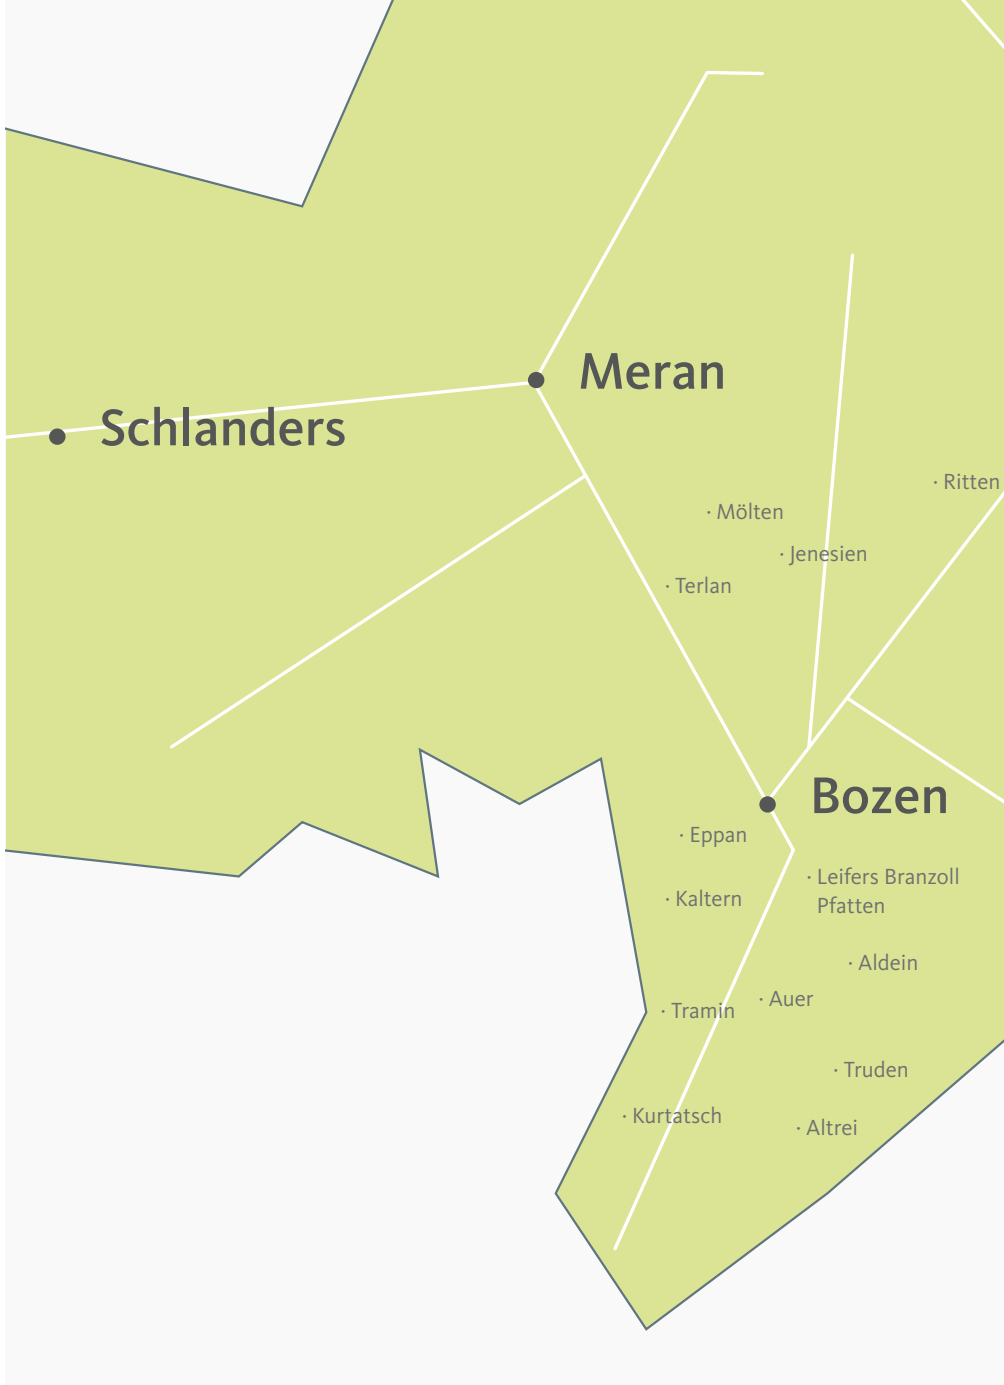 Meran
Schlanders
· Ritten
· Mölten
· Jenesien
· Terlan
Bozen
· Eppan
· Leifers Branzoll
Pfatten
· Kaltern
· Aldein
· Auer
· Tramin
· Truden
· Kurtatsch
· Altrei